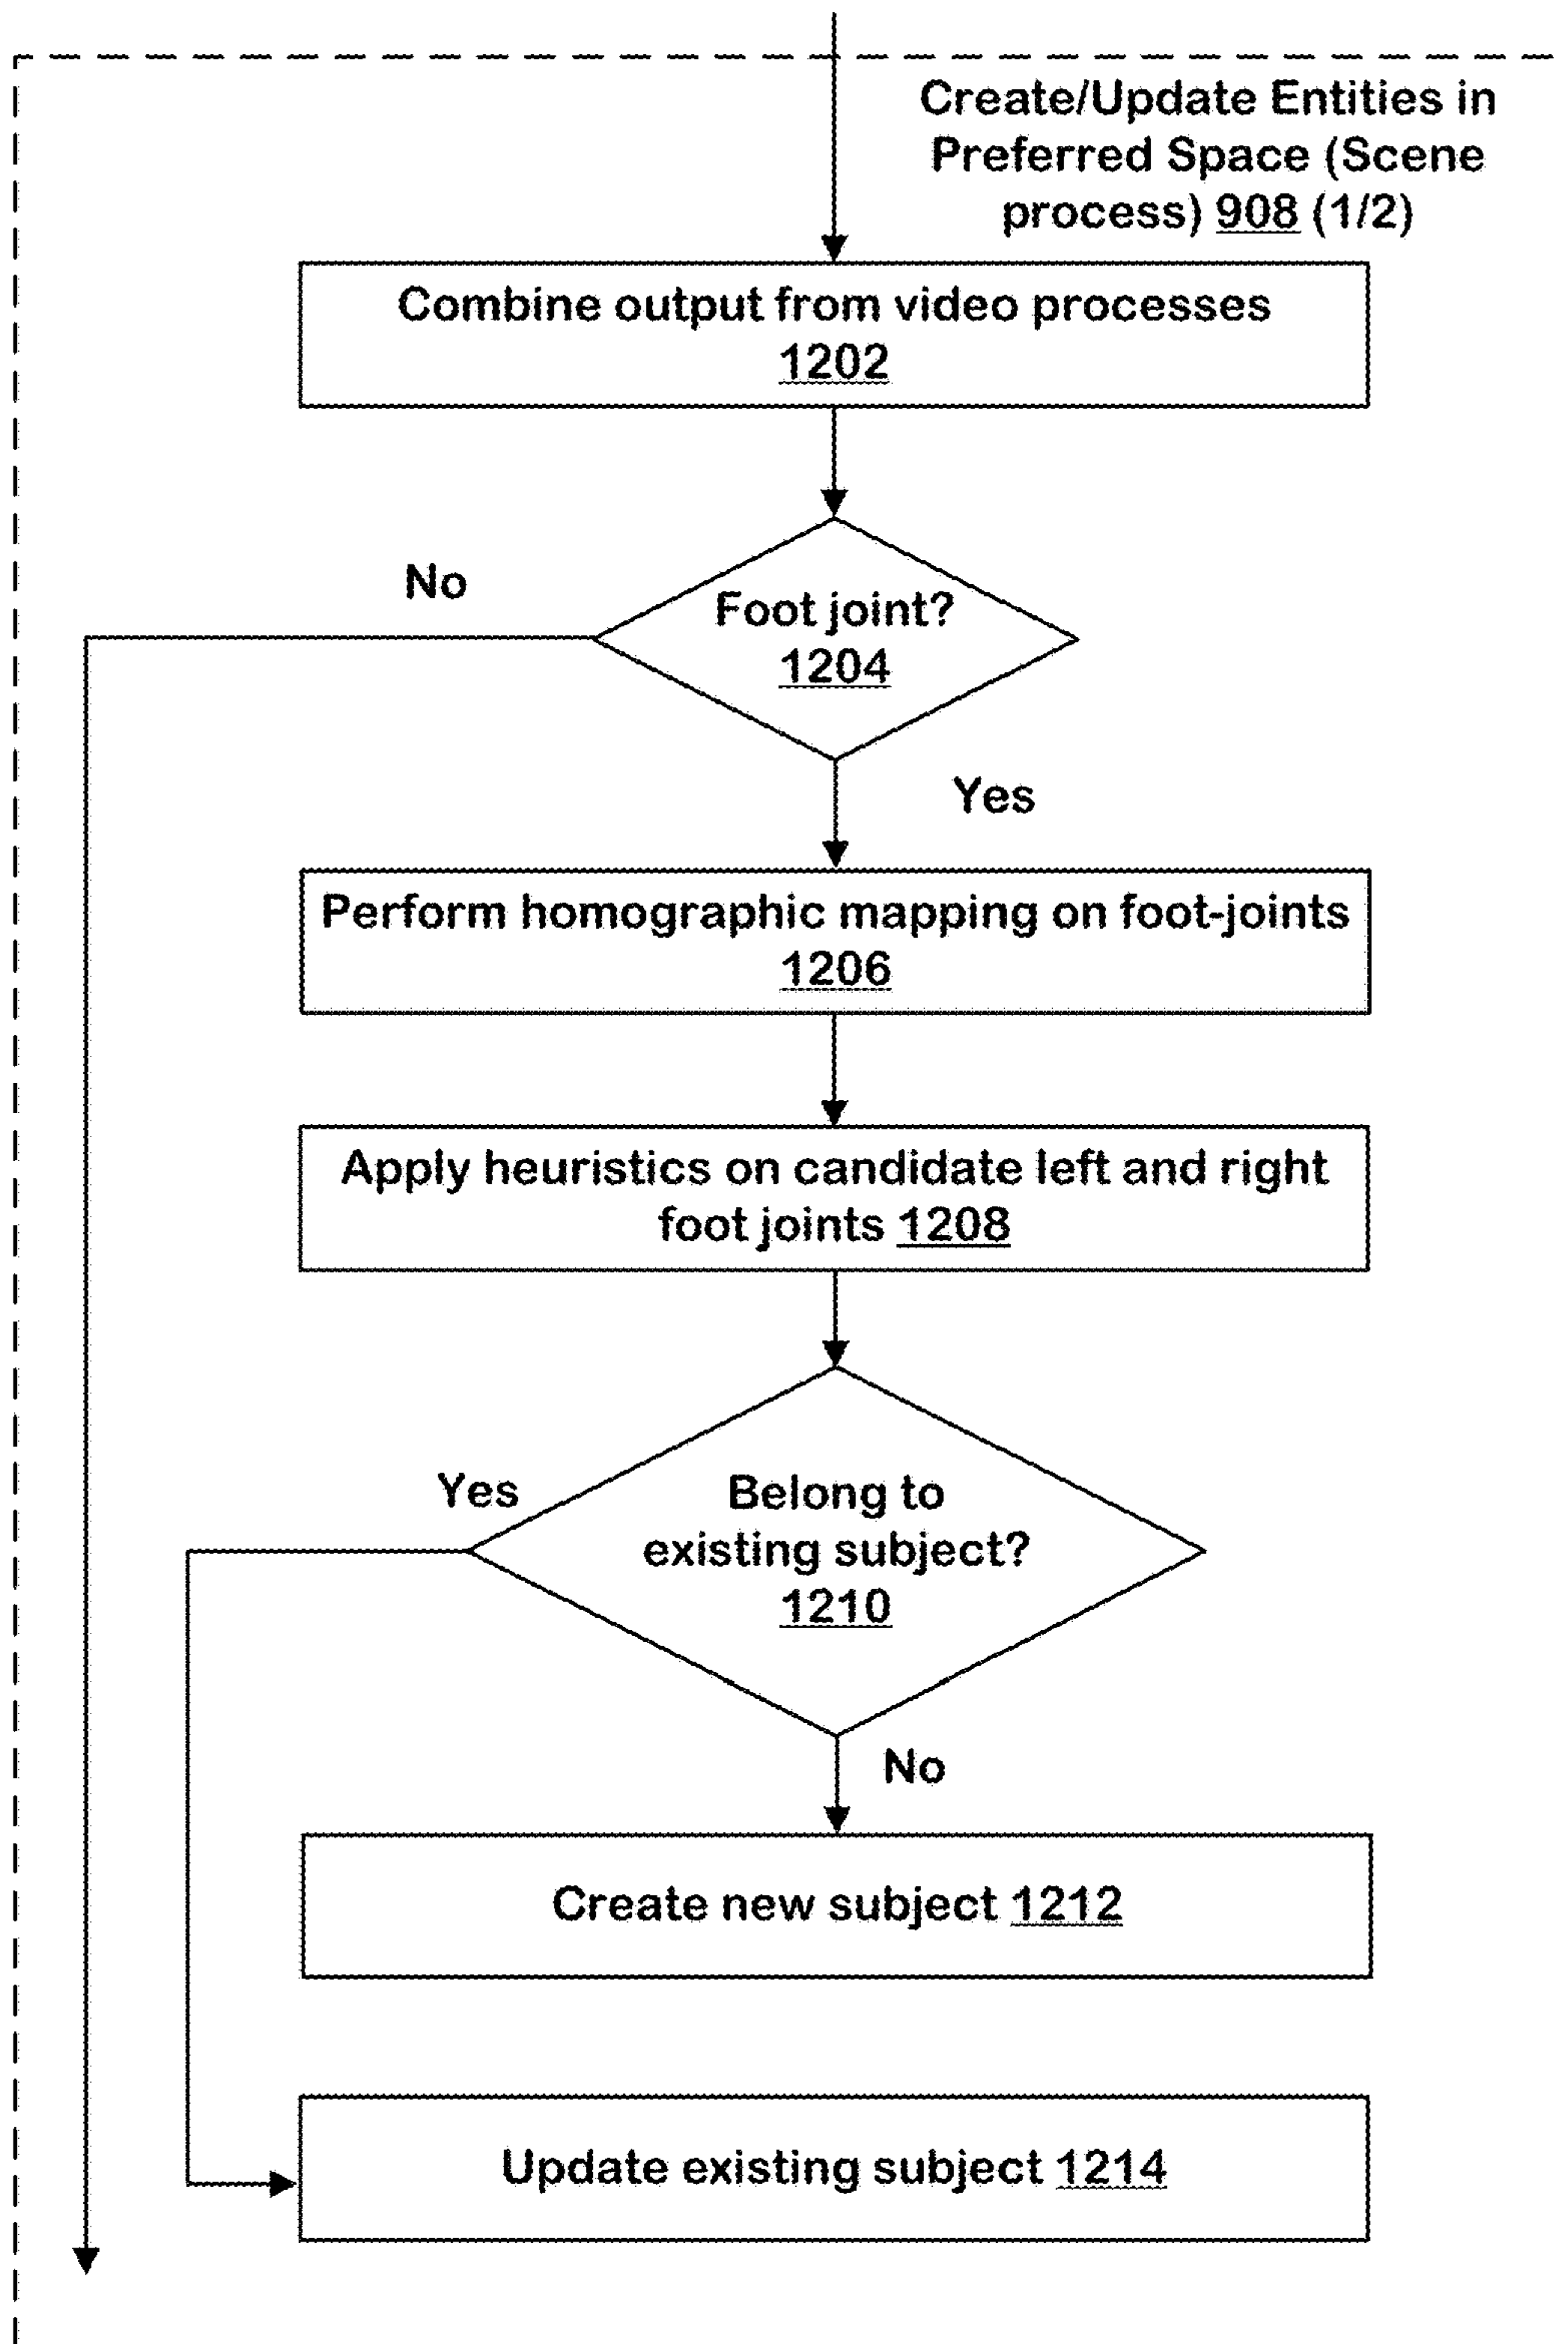 Create/Update Entities in
Preferred Space (Scene
process) 908 (1/2)
Combine output from video processes
1202
No
Foot joint?
1204
Yes
Perform homographic mapping on foot-joints
1206
Apply heuristics on candidate left and right
foot joints 1208
Yes
Belong to
existing subject?
1210
No
Create new subject 1212
Update existing subject 1214